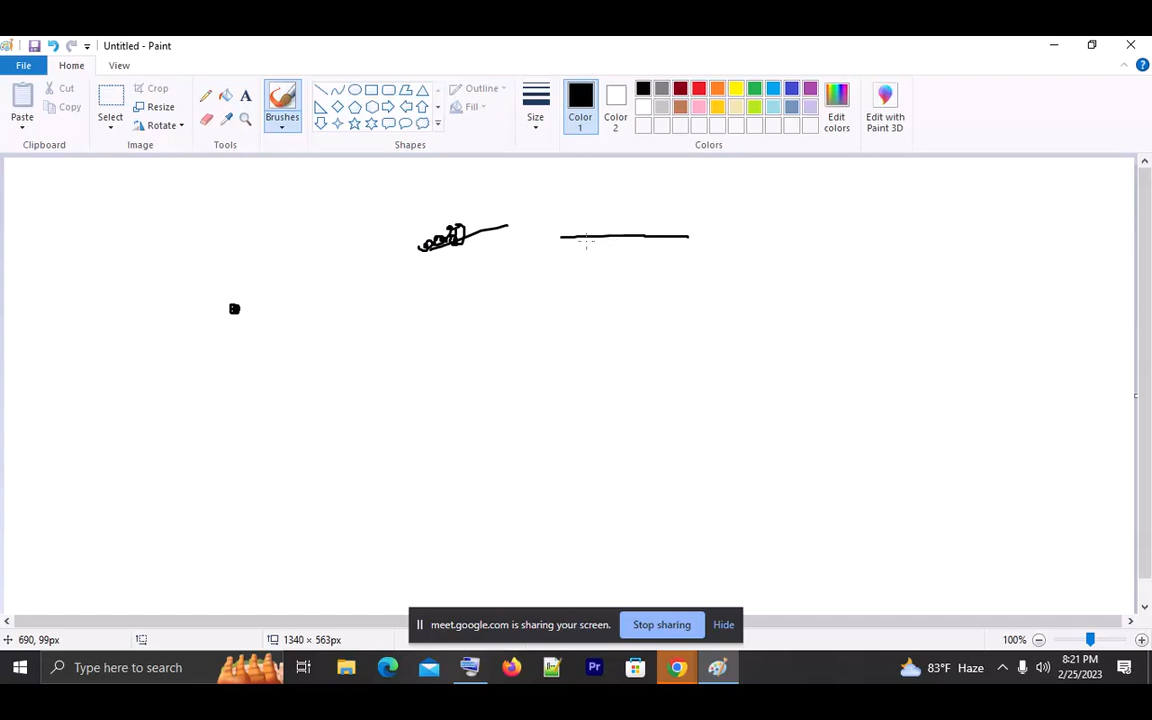 Untitled - Paint
File Home View
Paste
Cut
Copy
Clipboard
Select
Crop
Resize
Rotate
Image
A
Tools
Brushes
Shapes
Outline
Fill
Size
Color 1
Color 2
Edit colors
Edit with Paint 3D
Colors
meet.google.com is sharing your screen. Stop sharing Hide
690, 99px 1340 × 563px 100%
Type here to search Pr 83°F Haze 8:21 PM
2/25/2023